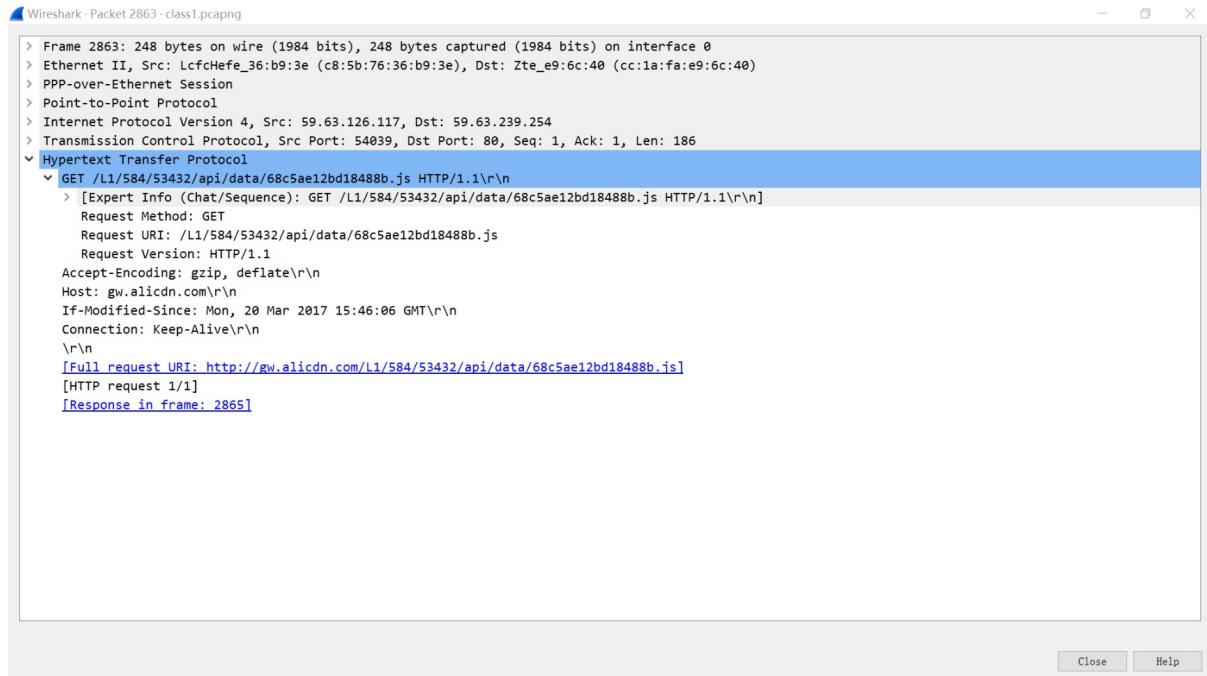 Wireshark · Packet 2863 · class1.pcapng
Frame 2863: 248 bytes on wire (1984 bits), 248 bytes captured (1984 bits) on interface 0
Ethernet II, Src: LcfcHefe_36:b9:3e (c8:5b:76:36:b9:3e), Dst: Zte_e9:6c:40 (cc:1a:fa:e9:6c:40)
PPP-over-Ethernet Session
Point-to-Point Protocol
Internet Protocol Version 4, Src: 59.63.126.117, Dst: 59.63.239.254
Transmission Control Protocol, Src Port: 54039, Dst Port: 80, Seq: 1, Ack: 1, Len: 186
Hypertext Transfer Protocol
GET /L1/584/53432/api/data/68c5ae12bd18488b.js HTTP/1.1\r\n
[Expert Info (Chat/Sequence): GET /L1/584/53432/api/data/68c5ae12bd18488b.js HTTP/1.1\r\n]
Request Method: GET
Request URI: /L1/584/53432/api/data/68c5ae12bd18488b.js
Request Version: HTTP/1.1
Accept-Encoding: gzip, deflate\r\n
Host: gw.alicdn.com\r\n
If-Modified-Since: Mon, 20 Mar 2017 15:46:06 GMT\r\n
Connection: Keep-Alive\r\n
\r\n
[Full request URI: http://gw.alicdn.com/L1/584/53432/api/data/68c5ae12bd18488b.js]
[HTTP request 1/1]
[Response in frame: 2865]
Close Help